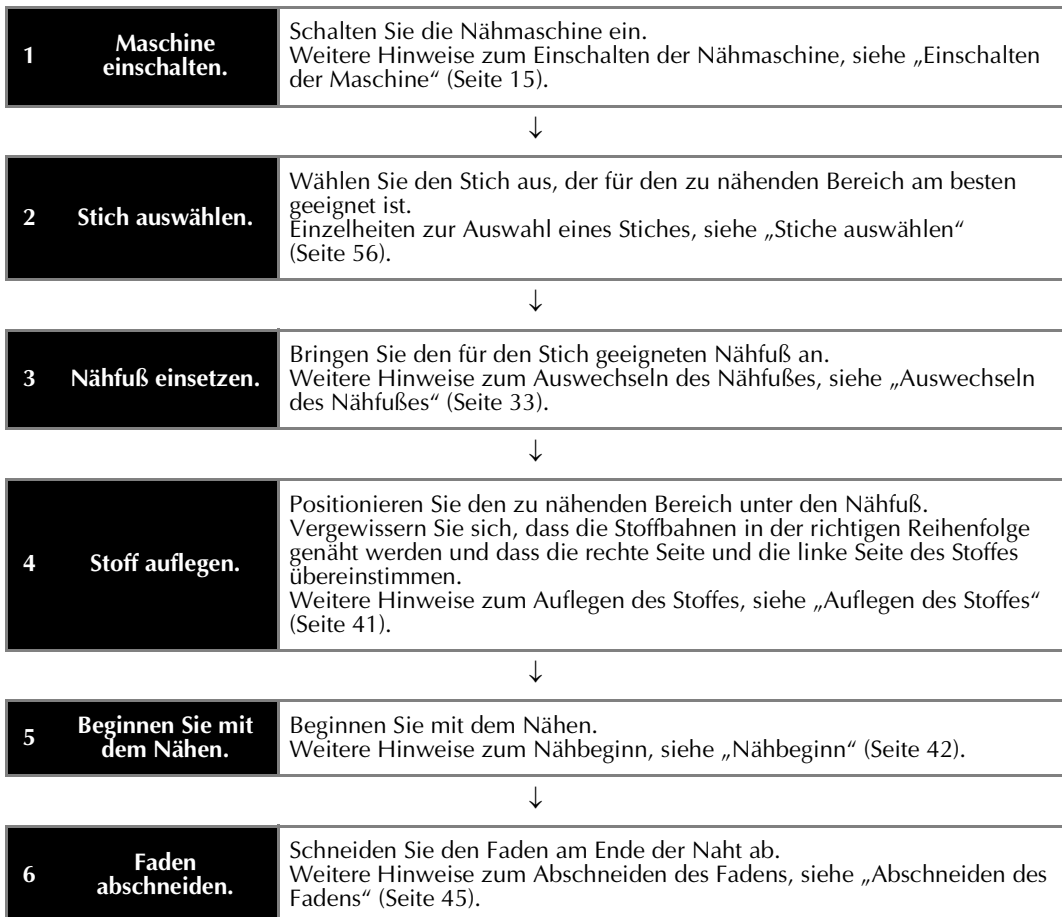 1
Maschine
einschalten.
Schalten Sie die Nähmaschine ein.
Weitere Hinweise zum Einschalten der Nähmaschine, siehe „Einschalten
der Maschine“ (Seite 15).
↓
2
Stich auswählen.
Wählen Sie den Stich aus, der für den zu nähenden Bereich am besten
geeignet ist.
Einzelheiten zur Auswahl eines Stiches, siehe „Stiche auswählen“
(Seite 56).
↓
3
Nähfuß einsetzen.
Bringen Sie den für den Stich geeigneten Nähfuß an.
Weitere Hinweise zum Auswechseln des Nähfußes, siehe „Auswechseln
des Nähfußes“ (Seite 33).
↓
4
Stoff auflegen.
Positionieren Sie den zu nähenden Bereich unter den Nähfuß.
Vergewissern Sie sich, dass die Stoffbahnen in der richtigen Reihenfolge
genäht werden und dass die rechte Seite und die linke Seite des Stoffes
übereinstimmen.
Weitere Hinweise zum Auflegen des Stoffes, siehe „Auflegen des Stoffes“
(Seite 41).
↓
5
Beginnen Sie mit
dem Nähen.
Beginnen Sie mit dem Nähen.
Weitere Hinweise zum Nähbeginn, siehe „Nähbeginn“ (Seite 42).
↓
6
Faden
abschneiden.
Schneiden Sie den Faden am Ende der Naht ab.
Weitere Hinweise zum Abschneiden des Fadens, siehe „Abschneiden des
Fadens“ (Seite 45).